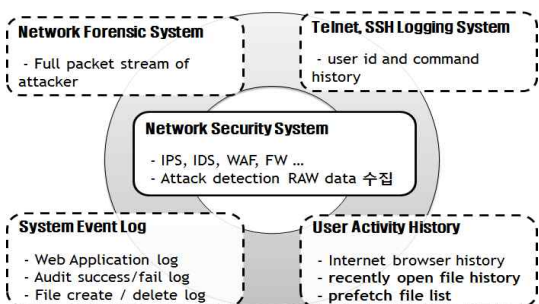 Network Forensic System
- Full packet stream of
attacker
Telnet, SSH Logging System
- user id and command
history
Network Security System
- IPS, IDS, WAF, FW ...
- Attack detection RAW data 수집
System Event Log
- Web Application log
- Audit success/fail log
- File create / delete log
User Activity History
- Internet browser history
- recently open file history
- prefetch file list